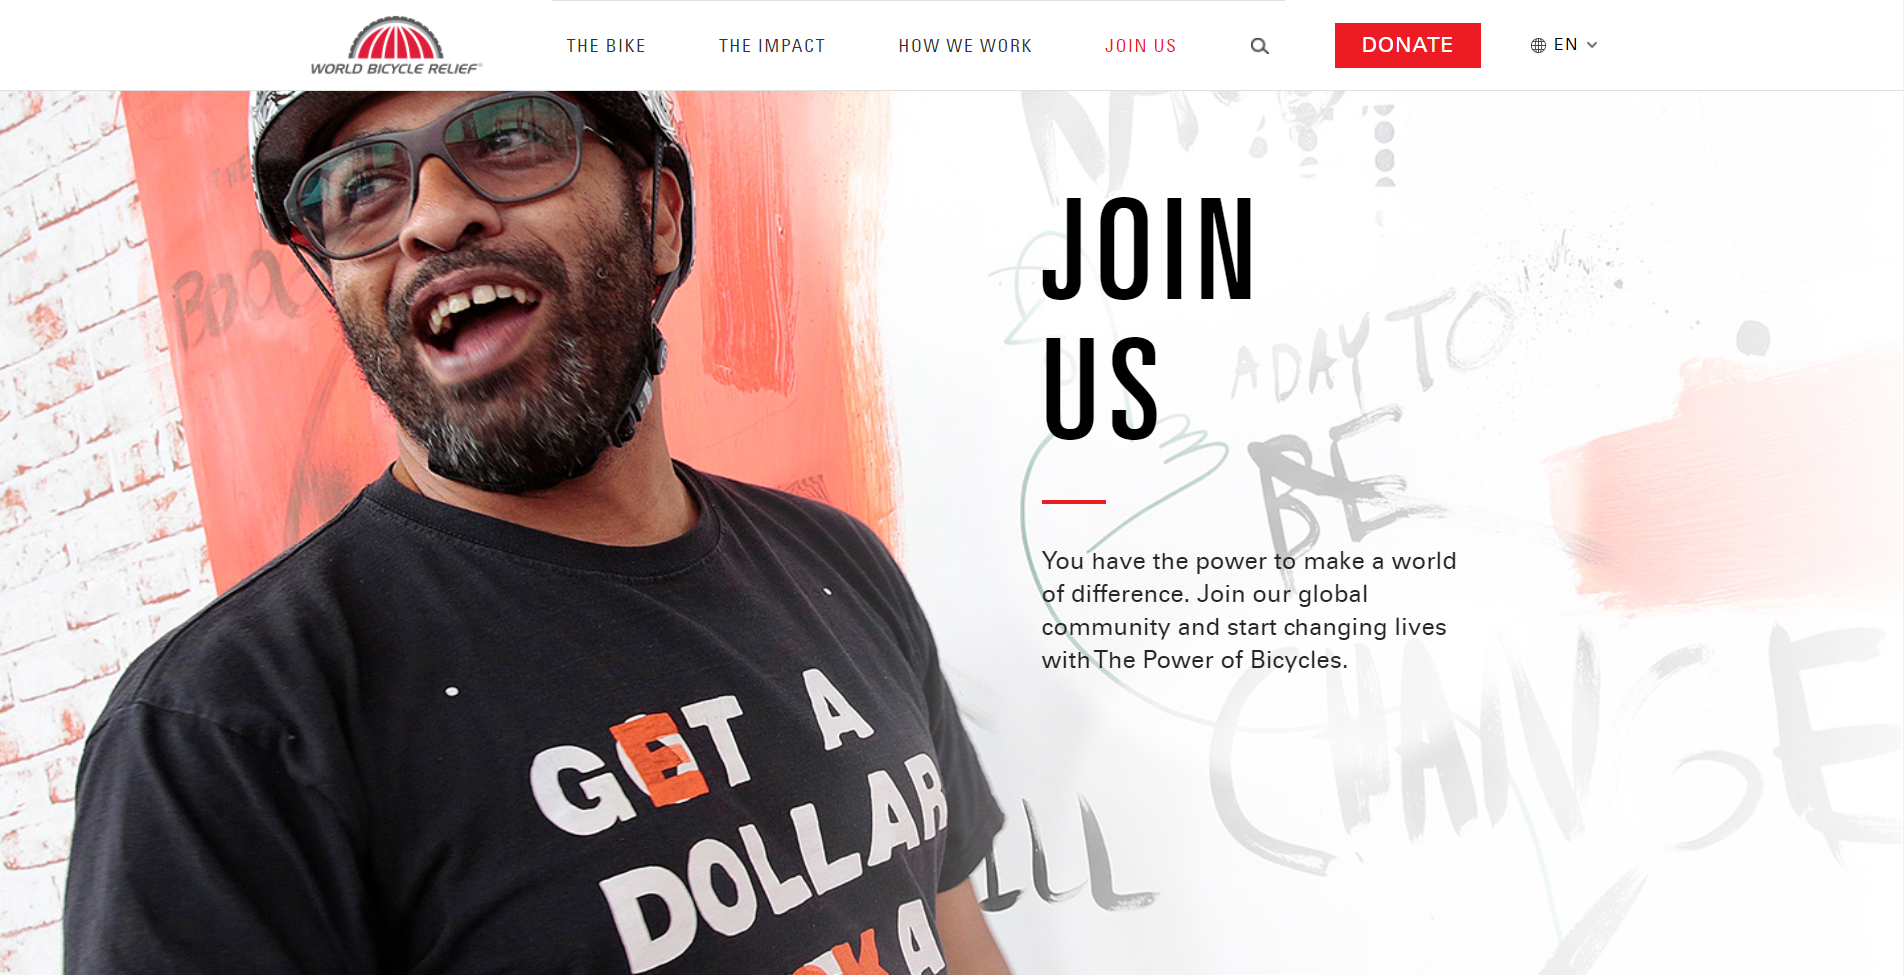 WORLD BICYCLE RELIEF
THE BIKE
THE IMPACT
HOW WE WORK
JOIN US
DONATE
EN
JOIN
US
You have the power to make a world
of difference. Join our global
community and start changing lives
with The Power of Bicycles.
A DAY TO
BE
CHANGE
GET A
DOLLAR